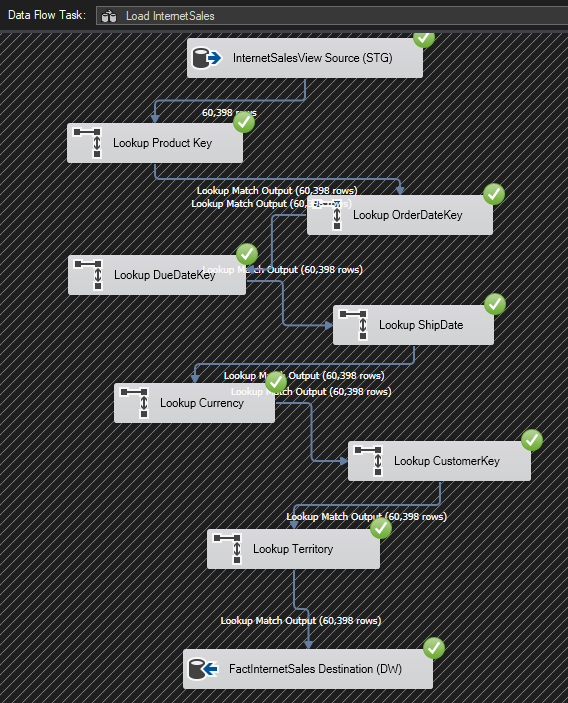 Data Flow Task: Load InternetSales
InternetSalesView Source (STG)
60,398 rows
Lookup Product Key
Lookup Match Output (60,398 rows)
Lookup Match Output (60,398 rows)
Lookup OrderDateKey
Lookup Match Output (60,398 rows)
Lookup DueDateKey
Lookup ShipDate
Lookup Match Output (60,398 rows)
Lookup Match Output (60,398 rows)
Lookup Currency
Lookup CustomerKey
Lookup Match Output (60,398 rows)
Lookup Territory
Lookup Match Output (60,398 rows)
FactInternetSales Destination (DW)